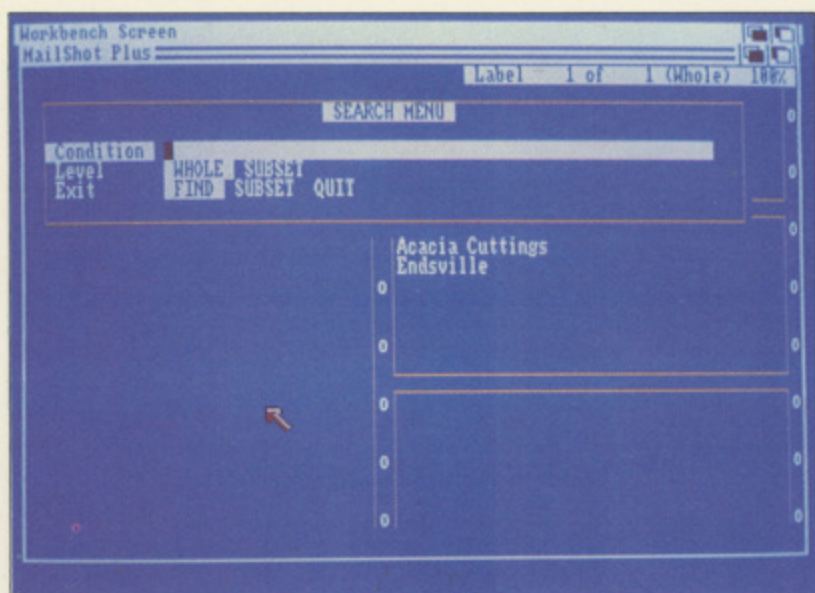 Workbench Screen
MailShot Plus
Label 1 of 1 (Whole) 100%
SEARCH MENU
Condition
Level WHOLE SUBSET
Exit FIND SUBSET QUIT
Acacia Cuttings
Endsville